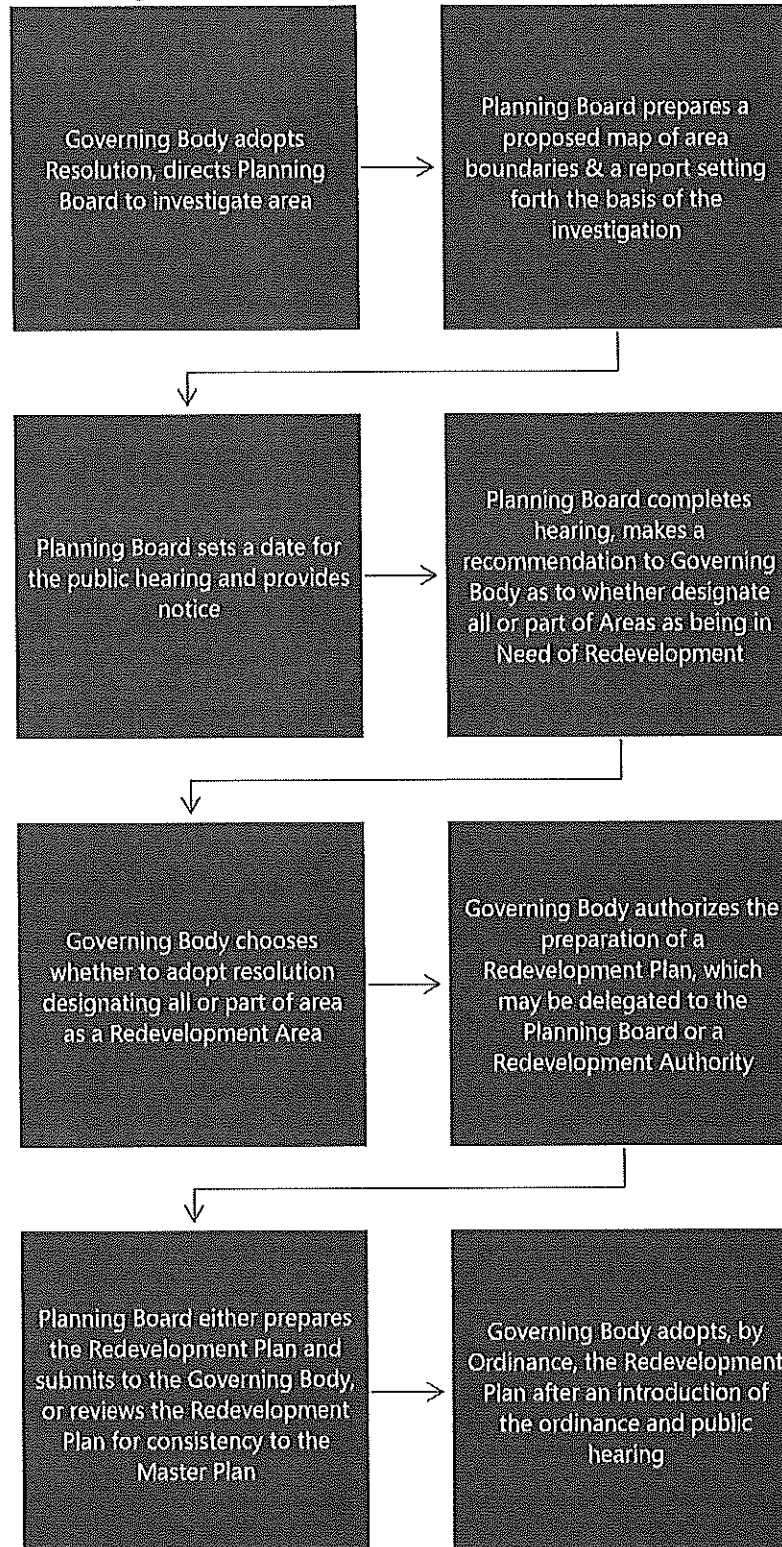 Governing Body adopts
Resolution, directs Planning
Board to investigate area
Planning Board prepares a
proposed map of area
boundaries & a report setting
forth the basis of the
investigation
Planning Board sets a date for
the public hearing and provides
notice
Planning Board completes
hearing, makes a
recommendation to Governing
Body as to whether designate
all or part of Areas as being in
Need of Redevelopment
Governing Body chooses
whether to adopt resolution
designating all or part of area
as a Redevelopment Area
Governing Body authorizes the
preparation of a
Redevelopment Plan, which
may be delegated to the
Planning Board or a
Redevelopment Authority
Planning Board either prepares
the Redevelopment Plan and
submits to the Governing Body,
or reviews the Redevelopment
Plan for consistency to the
Master Plan
Governing Body adopts, by
Ordinance, the Redevelopment
Plan after an introduction of
the ordinance and public
hearing